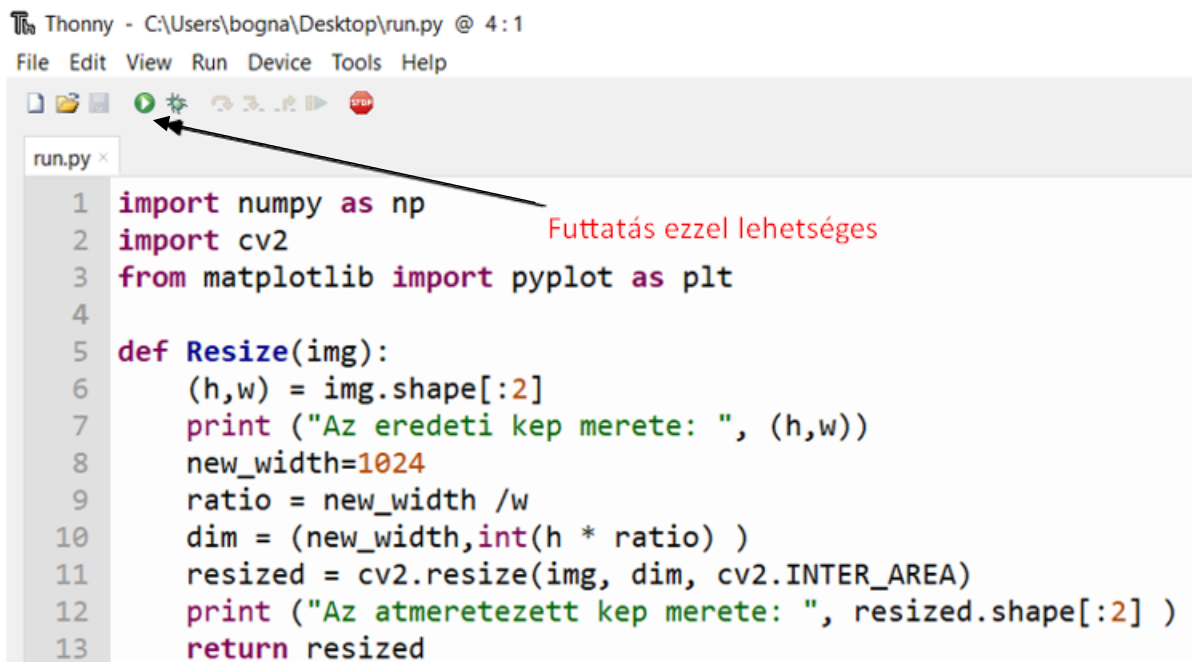 Thonny - C:\Users\bogna\Desktop\run.py @ 4:1
File Edit View Run Device Tools Help
STOP
run.py ×
Futtatás ezzel lehetséges
1 import numpy as np
2 import cv2
3 from matplotlib import pyplot as plt
4
5 def Resize(img):
6     (h,w) = img.shape[:2]
7     print ("Az eredeti kep merete: ", (h,w))
8     new_width=1024
9     ratio = new_width /w
10     dim = (new_width,int(h * ratio) )
11     resized = cv2.resize(img, dim, cv2.INTER_AREA)
12     print ("Az atmeretezett kep merete: ", resized.shape[:2] )
13     return resized